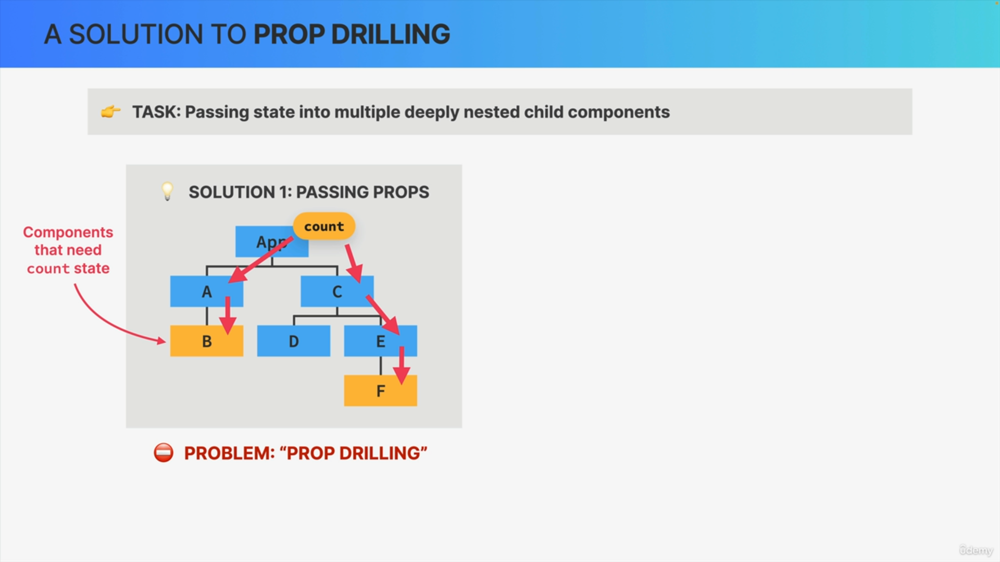 A SOLUTION TO PROP DRILLING
TASK: Passing state into multiple deeply nested child components
SOLUTION 1: PASSING PROPS
Components
that need
count state
count
App
A
C
B
D
E
F
PROBLEM: “PROP DRILLING”
ûdemy